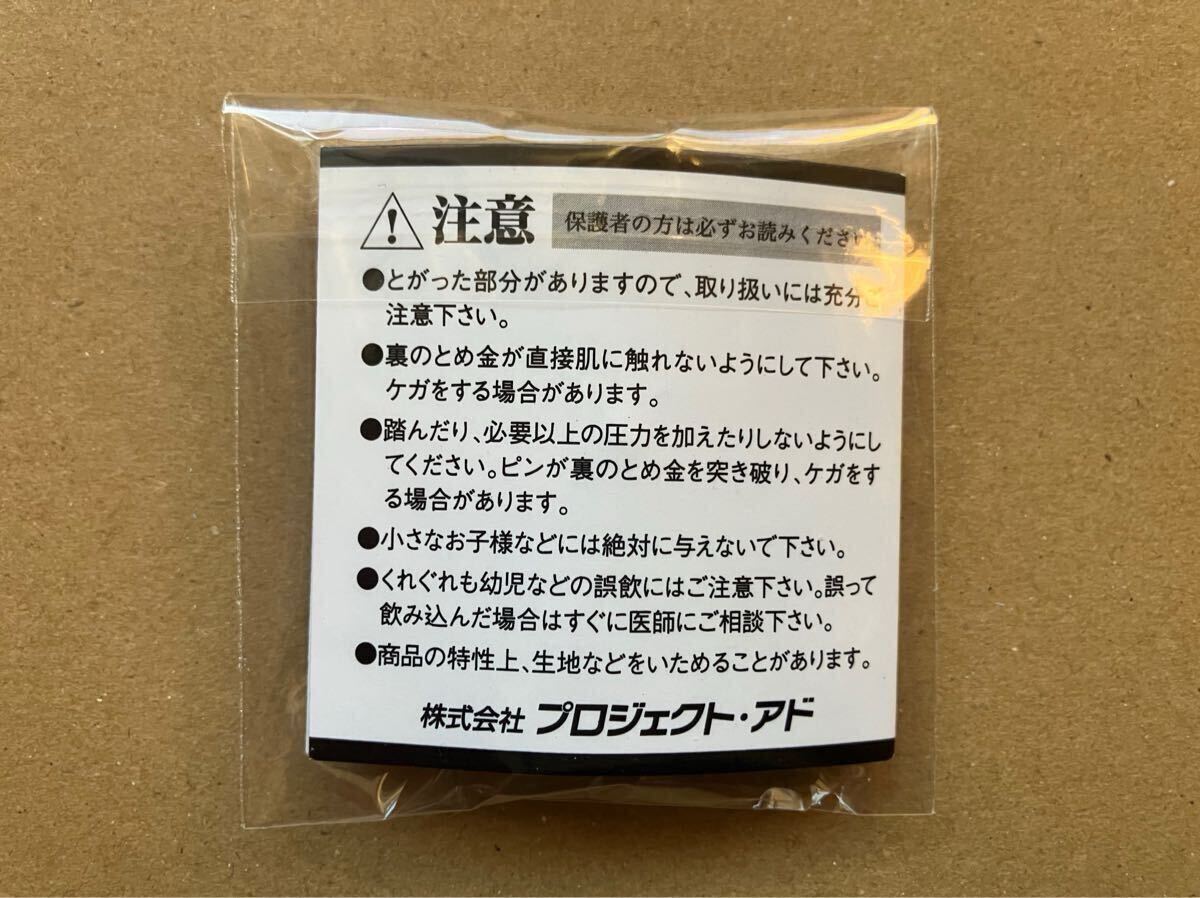 注意 保護者の方は必ずお読みください
●とがった部分がありますので、取り扱いには充分ご
注意下さい。
●裏のとめ金が直接肌に触れないようにして下さい。
ケガをする場合があります。
●踏んだり、必要以上の圧力を加えたりしないようにし
てください。ピンが裏のとめ金を突き破り、ケガをす
る場合があります。
●小さなお子様などには絶対に与えないで下さい。
●くれぐれも幼児などの誤飲にはご注意下さい。誤って
飲み込んだ場合はすぐに医師にご相談下さい。
●商品の特性上、生地などをいためることがあります。
株式会社 プロジェクト・アド